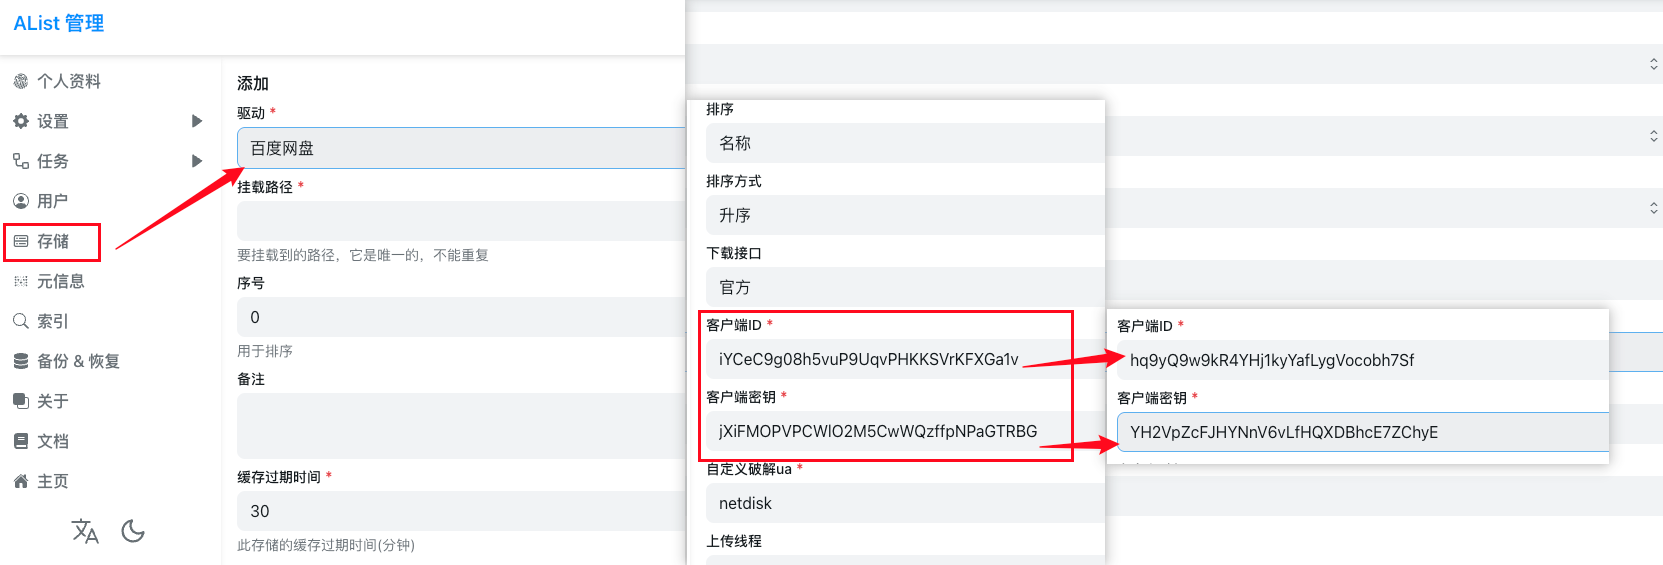 AList 管理
个人资料
设置
任务
用户
存储
元信息
索引
备份 & 恢复
关于
文档
主页
添加
驱动 *
百度网盘
挂载路径 *
要挂载到的路径，它是唯一的，不能重复
序号
0
用于排序
备注
缓存过期时间 *
30
此存储的缓存过期时间(分钟)
排序
名称
排序方式
升序
下载接口
官方
客户端ID *
iYCeC9g08h5vuP9UqvPHKKSVrKFXGa1v
客户端密钥 *
jXiFMOPVPCWlO2M5CwWQzffpNPaGTRBG
自定义破解ua *
netdisk
上传线程
客户端ID *
hq9yQ9w9kR4YHj1kyYafLygVocobh7Sf
客户端密钥 *
YH2VpZcFJHYNnV6vLfHQXDBhcE7ZChyE